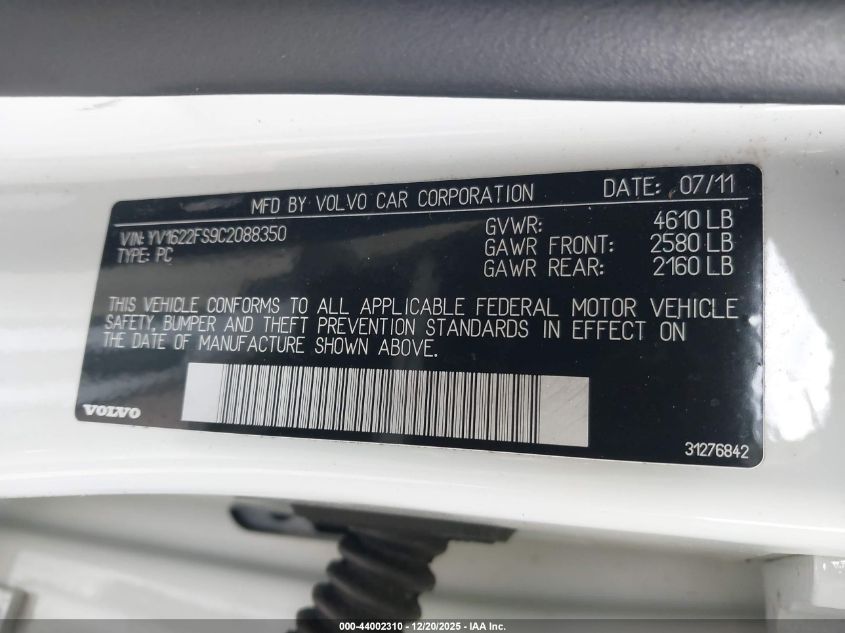 MFD BY VOLVO CAR CORPORATION DATE: 07/11
VIN: YV1622FS9C2088350
TYPE: PC
GVWR: 4610 LB
GAWR FRONT: 2580 LB
GAWR REAR: 2160 LB
THIS VEHICLE CONFORMS TO ALL APPLICABLE FEDERAL MOTOR VEHICLE
SAFETY, BUMPER AND THEFT PREVENTION STANDARDS IN EFFECT ON
THE DATE OF MANUFACTURE SHOWN ABOVE.
VOLVO
31276842
000-44002310 - 12/20/2025 - IAA Inc.